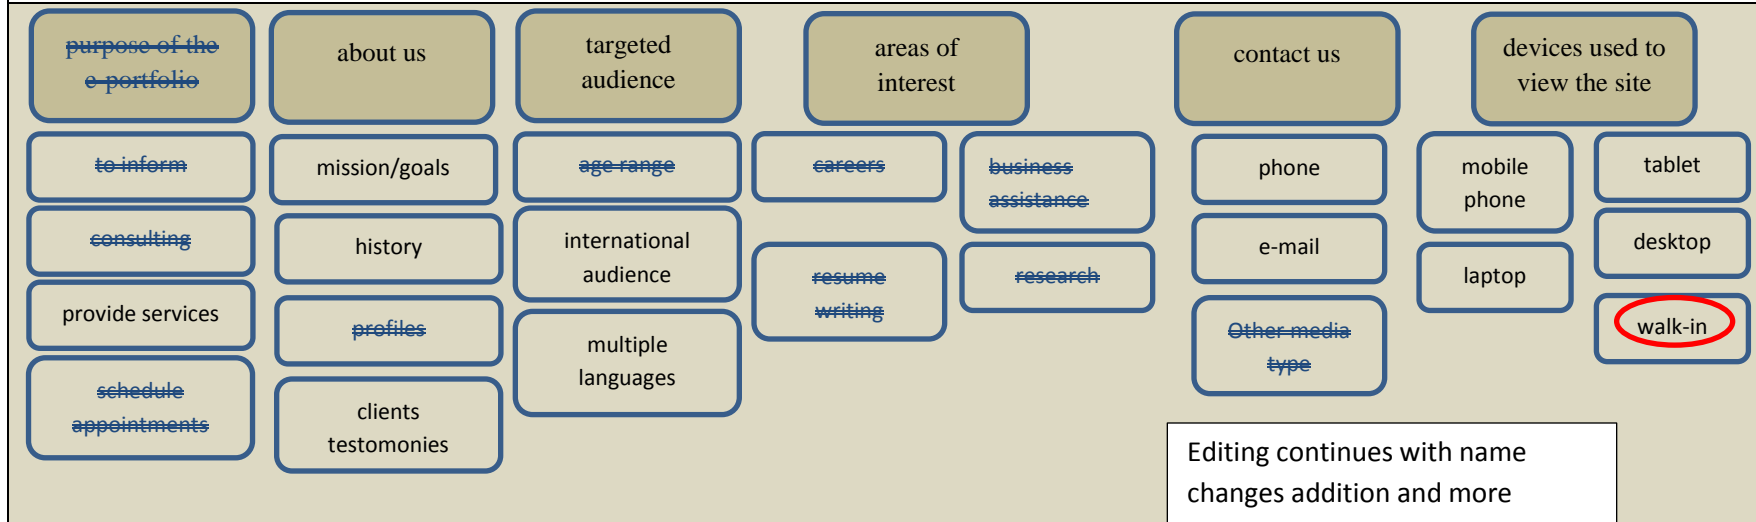 purpose of the
e-portfolio
about us
targeted
audience
areas of
interest
contact us
devices used to
view the site
to inform
consulting
provide services
schedule
appointments
mission/goals
history
profiles
clients
testomonies
age range
international
audience
multiple
languages
careers
resume
writing
business
assistance
research
phone
e-mail
Other media
type
mobile
phone
laptop
tablet
desktop
walk-in
Editing continues with name
changes addition and more